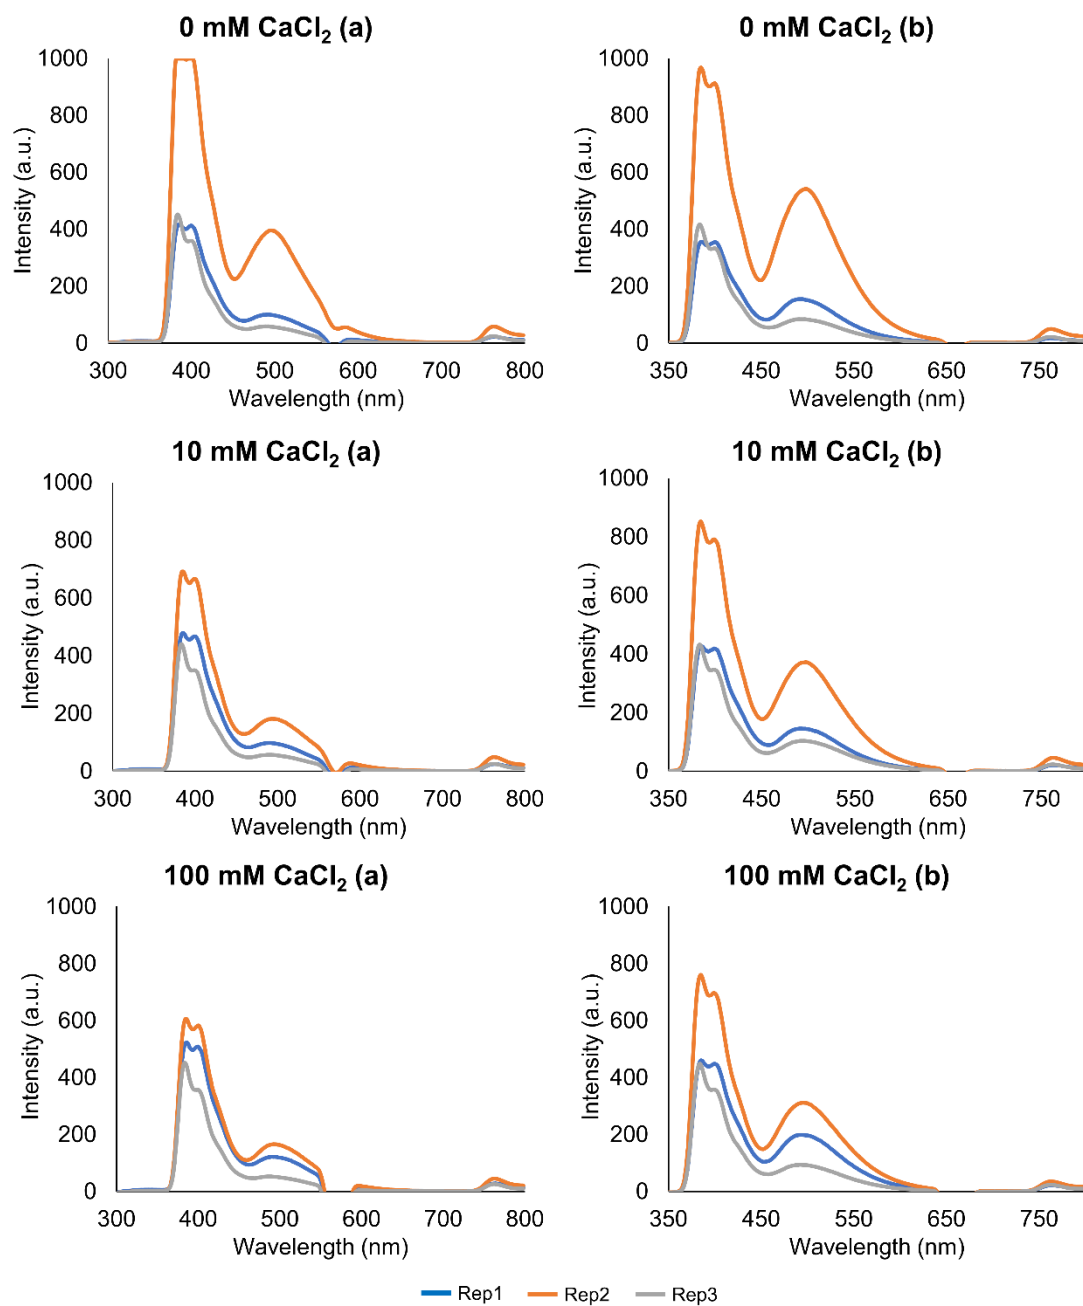 0 mM CaCl₂ (a)
1000
800
600
400
200
0
Intensity (a.u.)
300 400 500 600 700 800
Wavelength (nm)
0 mM CaCl₂ (b)
1000
800
600
400
200
0
Intensity (a.u.)
350 450 550 650 750
Wavelength (nm)
10 mM CaCl₂ (a)
1000
800
600
400
200
0
Intensity (a.u.)
300 400 500 600 700 800
Wavelength (nm)
10 mM CaCl₂ (b)
1000
800
600
400
200
0
Intensity (a.u.)
350 450 550 650 750
Wavelength (nm)
100 mM CaCl₂ (a)
1000
800
600
400
200
0
Intensity (a.u.)
300 400 500 600 700 800
Wavelength (nm)
100 mM CaCl₂ (b)
1000
800
600
400
200
0
Intensity (a.u.)
350 450 550 650 750
Wavelength (nm)
Rep1 Rep2 Rep3